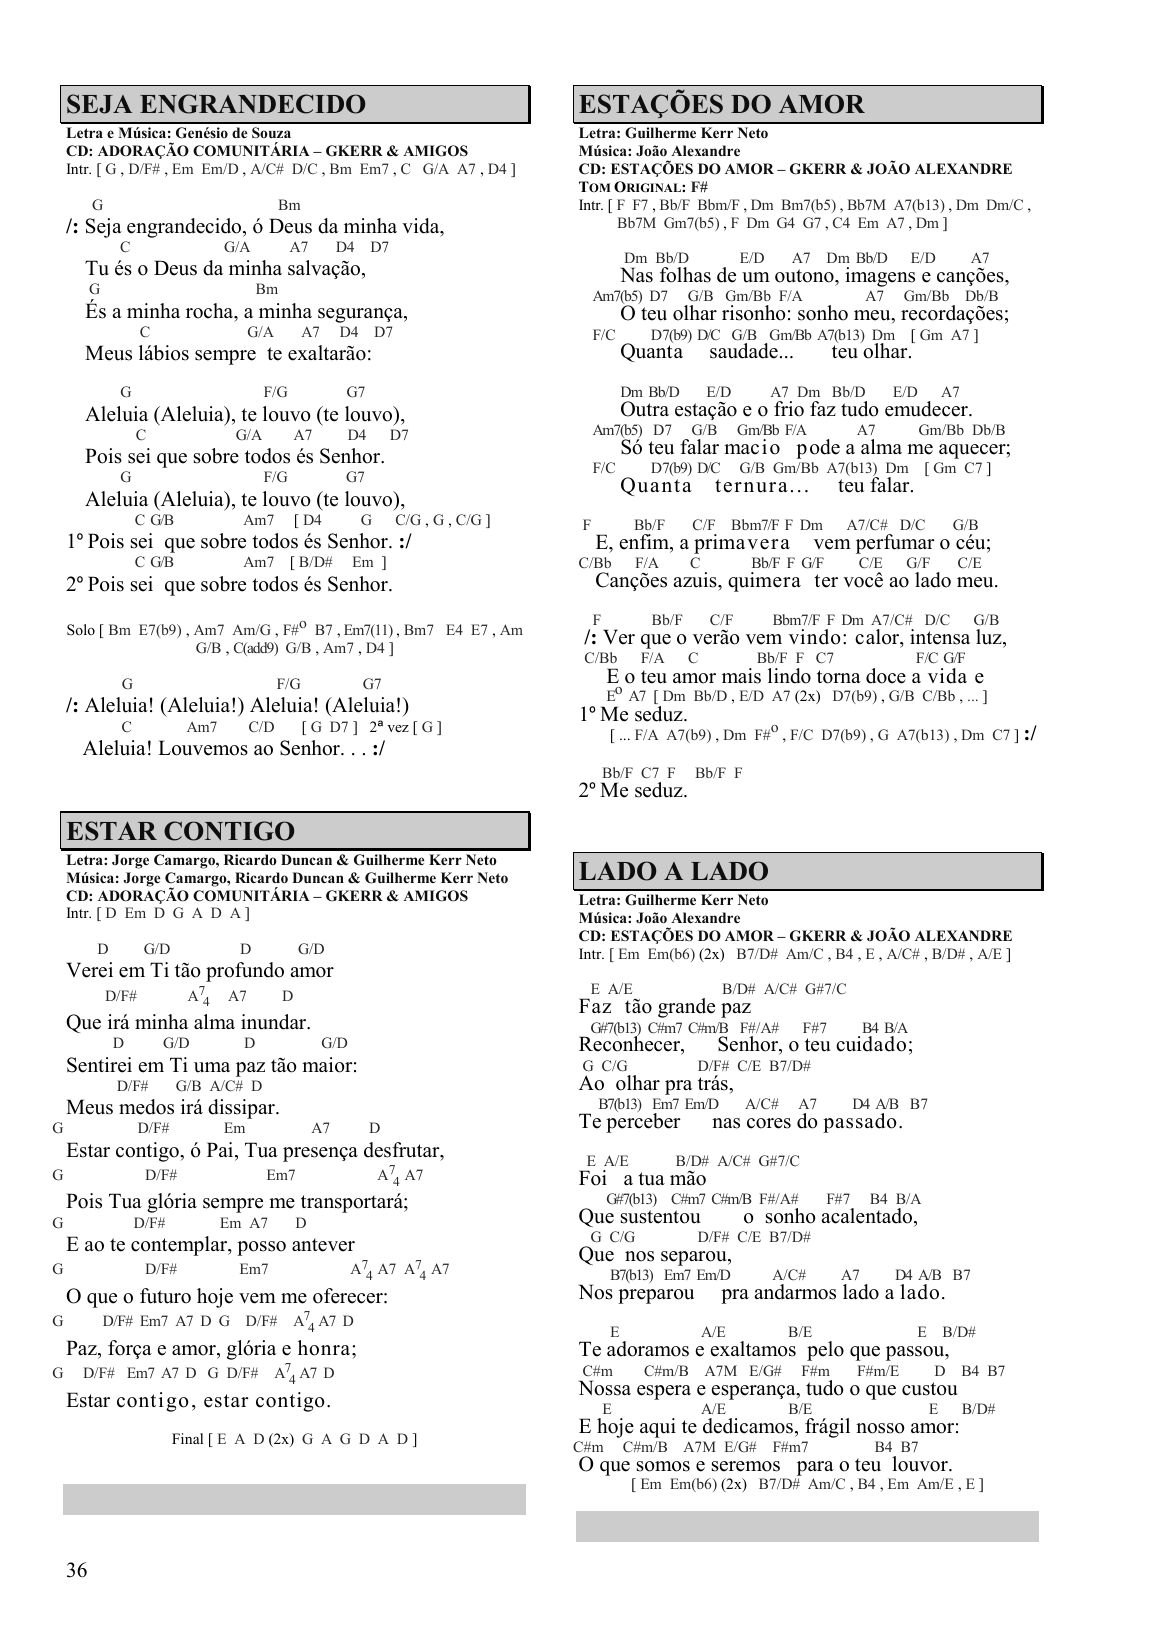 SEJA ENGRANDECIDO
Letra e Música: Genésio de Souza
CD: ADORAÇÃO COMUNITÁRIA – GKERR & AMIGOS
Intr. [ G , D/F# , Em Em/D , A/C# D/C , Bm Em7 , C G/A A7 , D4 ]
G Bm
/: Seja engrandecido, ó Deus da minha vida,
C G/A A7 D4 D7
Tu és o Deus da minha salvação,
G Bm
És a minha rocha, a minha segurança,
C G/A A7 D4 D7
Meus lábios sempre te exaltarão:
G F/G G7
Aleluia (Aleluia), te louvo (te louvo),
C G/A A7 D4 D7
Pois sei que sobre todos és Senhor.
G F/G G7
Aleluia (Aleluia), te louvo (te louvo),
C G/B Am7 [ D4 G C/G , G , C/G ]
1º Pois sei que sobre todos és Senhor. :/
C G/B Am7 [ B/D# Em ]
2º Pois sei que sobre todos és Senhor.
Solo [ Bm E7(b9) , Am7 Am/G , F#º B7 , Em7(11) , Bm7 E4 E7 , Am
G/B , C(add9) G/B , Am7 , D4 ]
G F/G G7
/: Aleluia! (Aleluia!) Aleluia! (Aleluia!)
C Am7 C/D [ G D7 ] 2ª vez [ G ]
Aleluia! Louvemos ao Senhor. . . :/
ESTAR CONTIGO
Letra: Jorge Camargo, Ricardo Duncan & Guilherme Kerr Neto
Música: Jorge Camargo, Ricardo Duncan & Guilherme Kerr Neto
CD: ADORAÇÃO COMUNITÁRIA – GKERR & AMIGOS
Intr. [ D Em D G A D A ]
D G/D D G/D
Verei em Ti tão profundo amor
D/F# A74 A7 D
Que irá minha alma inundar.
D G/D D G/D
Sentirei em Ti uma paz tão maior:
D/F# G/B A/C# D
Meus medos irá dissipar.
G D/F# Em A7 D
Estar contigo, ó Pai, Tua presença desfrutar,
G D/F# Em7 A74 A7
Pois Tua glória sempre me transportará;
G D/F# Em A7 D
E ao te contemplar, posso antever
G D/F# Em7 A74 A7 A74 A7
O que o futuro hoje vem me oferecer:
G D/F# Em7 A7 D G D/F# A74 A7 D
Paz, força e amor, glória e honra;
G D/F# Em7 A7 D G D/F# A74 A7 D
Estar contigo, estar contigo.
Final [ E A D (2x) G A G D A D ]
36
ESTAÇÕES DO AMOR
Letra: Guilherme Kerr Neto
Música: João Alexandre
CD: ESTAÇÕES DO AMOR – GKERR & JOÃO ALEXANDRE
TOM ORIGINAL: F#
Intr. [ F F7 , Bb/F Bbm/F , Dm Bm7(b5) , Bb7M A7(b13) , Dm Dm/C ,
Bb7M Gm7(b5) , F Dm G4 G7 , C4 Em A7 , Dm ]
Dm Bb/D E/D A7 Dm Bb/D E/D A7
Nas folhas de um outono, imagens e canções,
Am7(b5) D7 G/B Gm/Bb F/A A7 Gm/Bb Db/B
O teu olhar risonho: sonho meu, recordações;
F/C D7(b9) D/C G/B Gm/Bb A7(b13) Dm [ Gm A7 ]
Quanta saudade... teu olhar.
Dm Bb/D E/D A7 Dm Bb/D E/D A7
Outra estação e o frio faz tudo emudecer.
Am7(b5) D7 G/B Gm/Bb F/A A7 Gm/Bb Db/B
Só teu falar macio pode a alma me aquecer;
F/C D7(b9) D/C G/B Gm/Bb A7(b13) Dm [ Gm C7 ]
Quanta ternura... teu falar.
F Bb/F C/F Bbm7/F F Dm A7/C# D/C G/B
E, enfim, a primavera vem perfumar o céu;
C/Bb F/A C Bb/F F G/F C/E G/F C/E
Canções azuis, quimera ter você ao lado meu.
F Bb/F C/F Bbm7/F F Dm A7/C# D/C G/B
/: Ver que o verão vem vindo: calor, intensa luz,
C/Bb F/A C Bb/F F C7 F/C G/F
E o teu amor mais lindo torna doce a vida e
Eº A7 [ Dm Bb/D , E/D A7 (2x) D7(b9) , G/B C/Bb , ... ]
1º Me seduz.
[ ... F/A A7(b9) , Dm F#º , F/C D7(b9) , G A7(b13) , Dm C7 ] :/
Bb/F C7 F Bb/F F
2º Me seduz.
LADO A LADO
Letra: Guilherme Kerr Neto
Música: João Alexandre
CD: ESTAÇÕES DO AMOR – GKERR & JOÃO ALEXANDRE
Intr. [ Em Em(b6) (2x) B7/D# Am/C , B4 , E , A/C# , B/D# , A/E ]
E A/E B/D# A/C# G#7/C
Faz tão grande paz
G#7(b13) C#m7 C#m/B F#/A# F#7 B4 B/A
Reconhecer, Senhor, o teu cuidado;
G C/G D/F# C/E B7/D#
Ao olhar pra trás,
B7(b13) Em7 Em/D A/C# A7 D4 A/B B7
Te perceber nas cores do passado.
E A/E B/D# A/C# G#7/C
Foi a tua mão
G#7(b13) C#m7 C#m/B F#/A# F#7 B4 B/A
Que sustentou o sonho acalentado,
G C/G D/F# C/E B7/D#
Que nos separou,
B7(b13) Em7 Em/D A/C# A7 D4 A/B B7
Nos preparou pra andarmos lado a lado.
E A/E B/E E B/D#
Te adoramos e exaltamos pelo que passou,
C#m C#m/B A7M E/G# F#m F#m/E D B4 B7
Nossa espera e esperança, tudo o que custou
E A/E B/E E B/D#
E hoje aqui te dedicamos, frágil nosso amor:
C#m C#m/B A7M E/G# F#m7 B4 B7
O que somos e seremos para o teu louvor.
[ Em Em(b6) (2x) B7/D# Am/C , B4 , Em Am/E , E ]